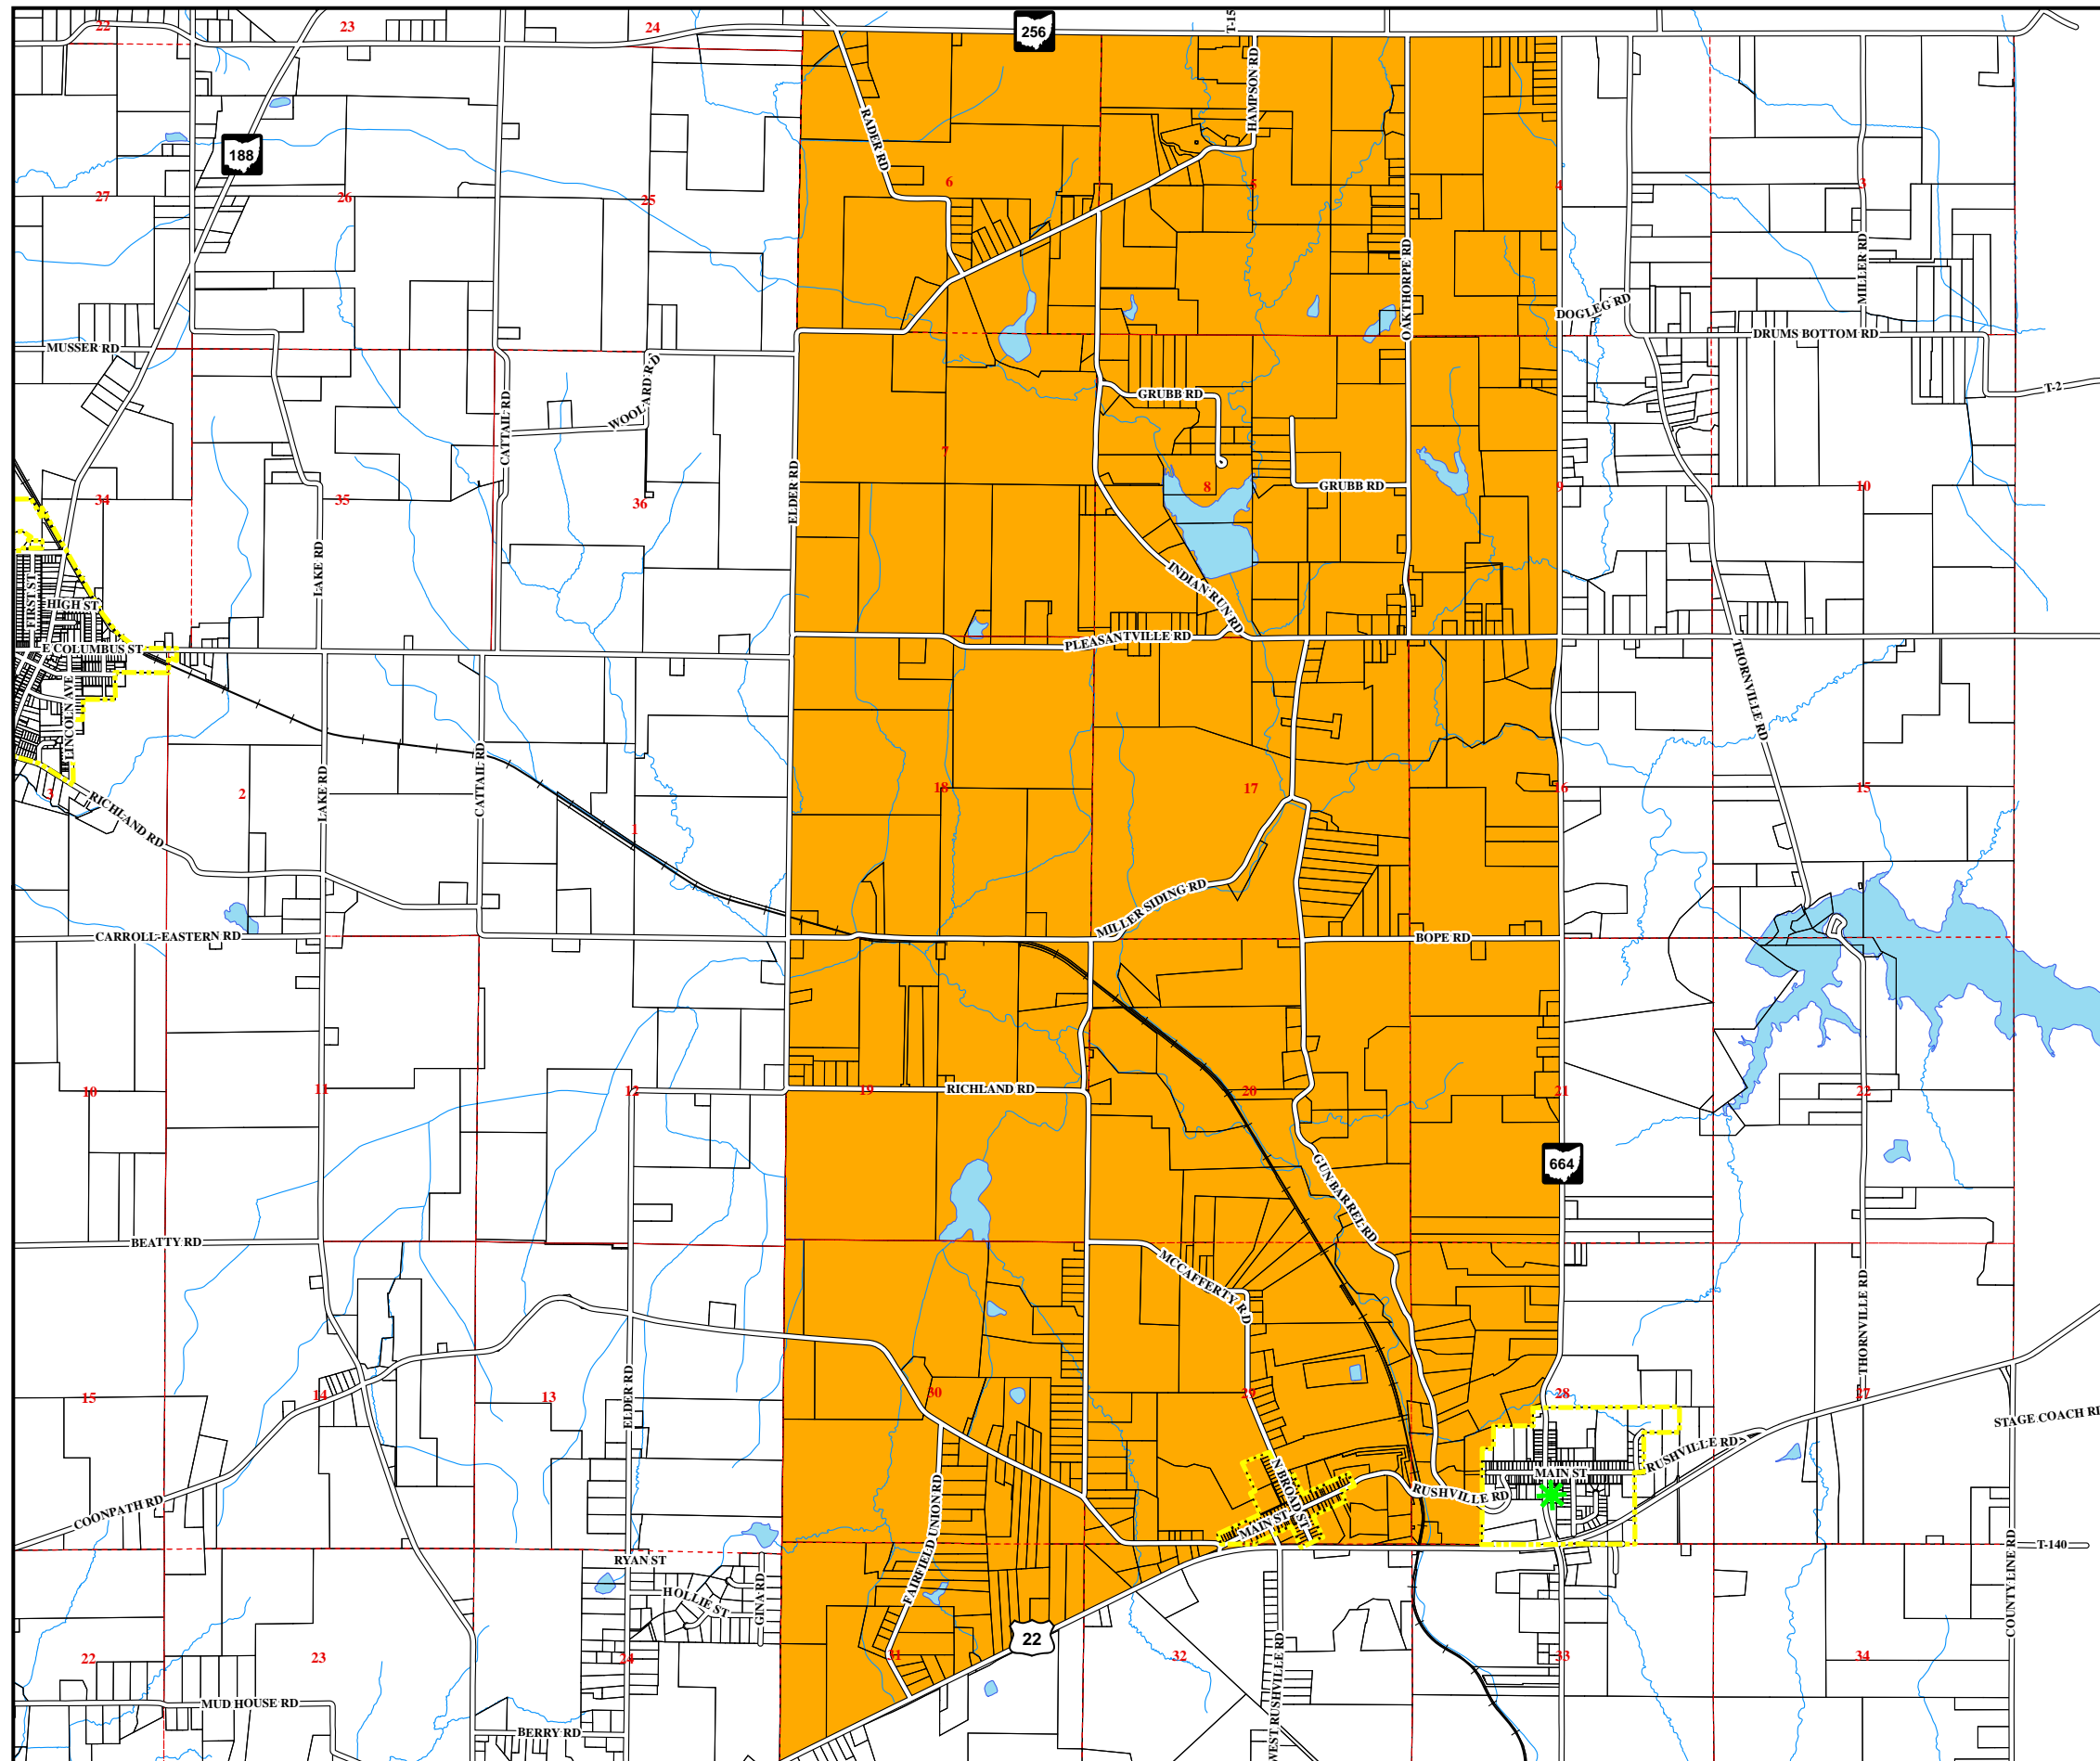 22
23
24
256
T-15
HAMPSON RD
RADER RD
188
27
26
25
6
5
4
3
OAKTHORPE RD
MILLER RD
DOGLEG RD
DRUMS BOTTOM RD
MUSSER RD
WOOLARD RD
T-2
GRUBB RD
CATTAIL RD
ELDER RD
7
8
GRUBB RD
9
10
34
35
36
LAKE RD
FIRST ST
HIGH ST
INDIAN RUN RD
E COLUMBUS ST
PLEASANTVILLE RD
LINCOLN AVE
THORNVILLE RD
CATTAIL RD
LAKE RD
3
2
1
18
17
16
15
RICHLAND RD
MILLER SIDING RD
CARROLL-EASTERN RD
BOPE RD
10
11
12
19
RICHLAND RD
20
21
22
664
GUN BARREL RD
BEATTY RD
MCCAFFERTY RD
THORNVILLE RD
15
14
13
ELDER RD
30
29
28
27
STAGE COACH RD
RUSHVILLE RD
MAIN ST
N BROAD ST
RUSHVILLE RD
COONPATH RD
MAIN ST
FAIRFIELD UNION RD
RYAN ST
HOLLIE ST
GINA RD
COUNTY LINE RD
T-140
22
22
23
24
31
32
33
34
WEST RUSHVILLE RD
MUD HOUSE RD
BERRY RD